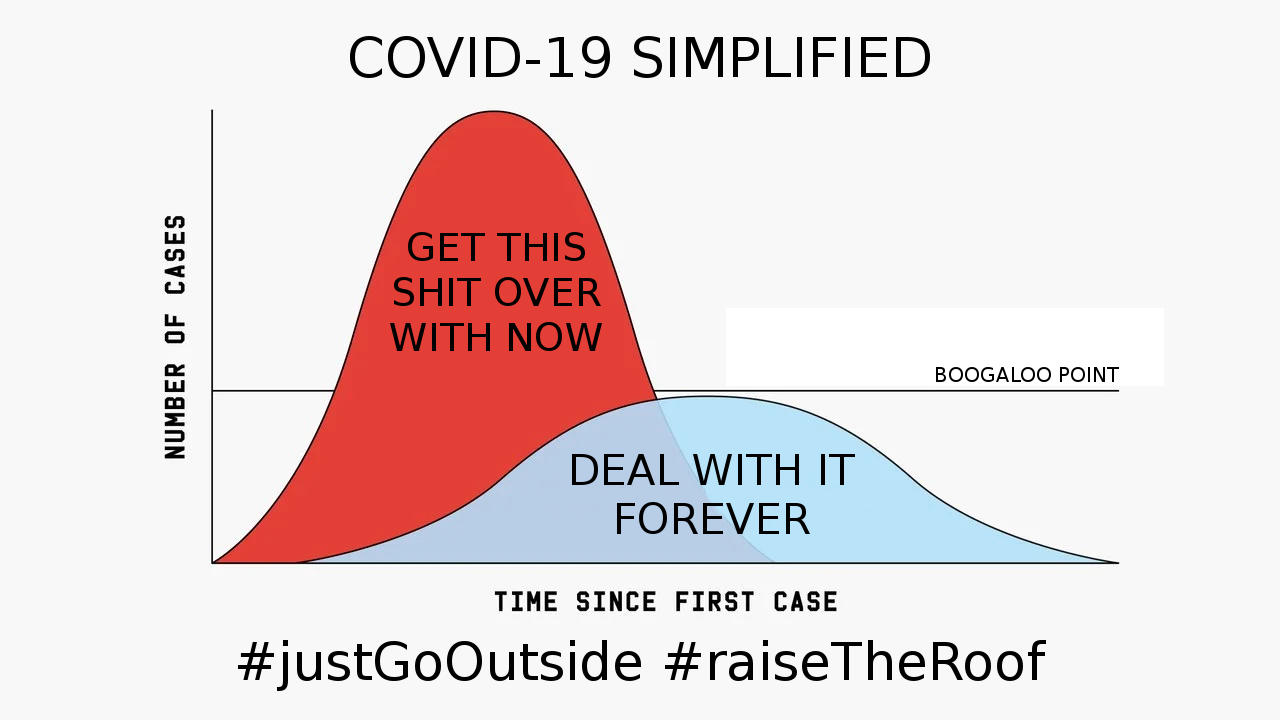 COVID-19 SIMPLIFIED
NUMBER OF CASES
GET THIS
SHIT OVER
WITH NOW
BOOGALOO POINT
DEAL WITH IT
FOREVER
TIME SINCE FIRST CASE
#justGoOutside #raiseTheRoof